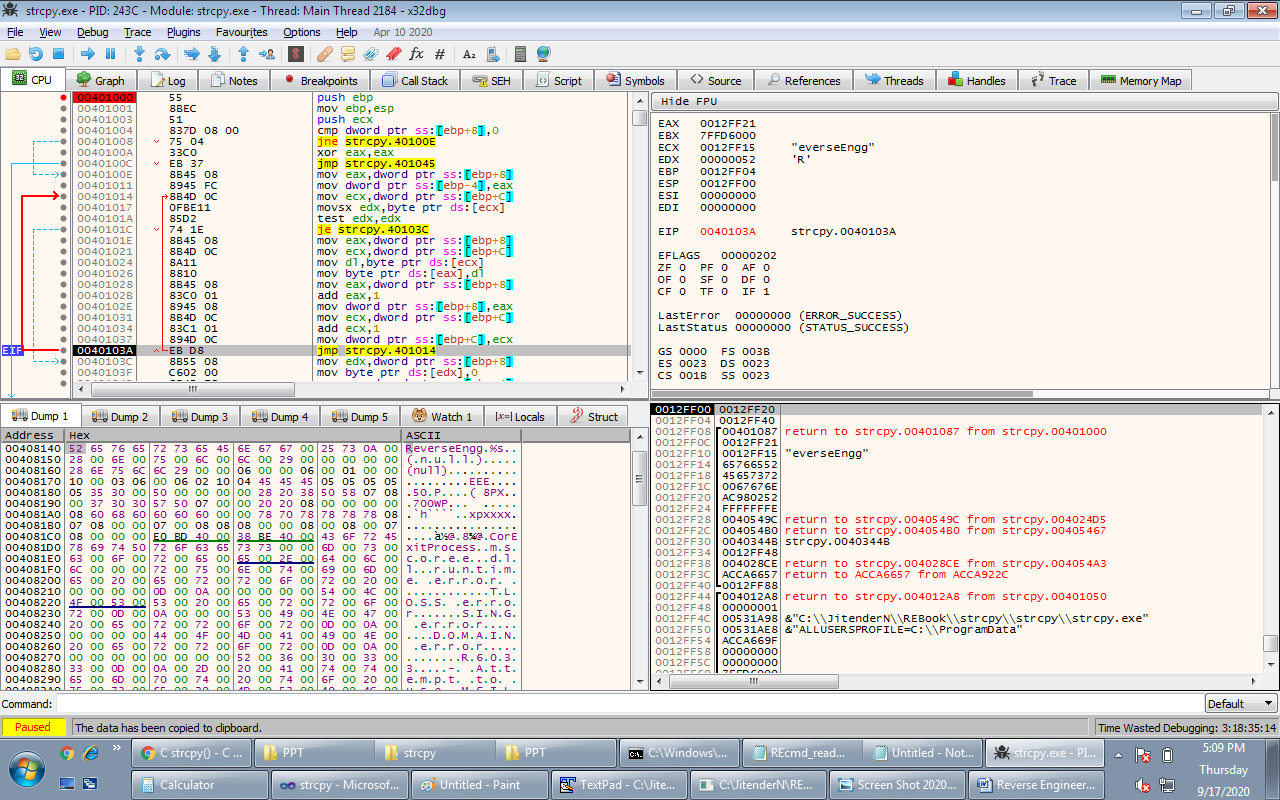 strcpy.exe - PID: 243C - Module: strcpy.exe - Thread: Main Thread 2184 - x32dbg
File View Debug Trace Plugins Favourites Options Help Apr 10 2020
CPU Graph Log Notes Breakpoints Call Stack SEH Script Symbols Source References Threads Handles Trace Memory Map
00401000 55 push ebp
00401001 8BEC mov ebp,esp
00401003 51 push ecx
00401004 837D 08 00 cmp dword ptr ss:[ebp+8],0
00401008 75 04 jne strcpy.40100E
0040100A 33C0 xor eax,eax
0040100C EB 37 jmp strcpy.401045
0040100E 8B45 08 mov eax,dword ptr ss:[ebp+8]
00401011 8945 FC mov dword ptr ss:[ebp-4],eax
00401014 8B4D 0C mov ecx,dword ptr ss:[ebp+C]
00401017 0FBE11 movsx edx,byte ptr ds:[ecx]
0040101A 85D2 test edx,edx
0040101C 74 1E je strcpy.40103C
0040101E 8B45 08 mov eax,dword ptr ss:[ebp+8]
00401021 8B4D 0C mov ecx,dword ptr ss:[ebp+C]
00401024 8A11 mov dl,byte ptr ds:[ecx]
00401026 8810 mov byte ptr ds:[eax],dl
00401028 8B45 08 mov eax,dword ptr ss:[ebp+8]
0040102B 83C0 01 add eax,1
0040102E 8945 08 mov dword ptr ss:[ebp+8],eax
00401031 8B4D 0C mov ecx,dword ptr ss:[ebp+C]
00401034 83C1 01 add ecx,1
00401037 894D 0C mov dword ptr ss:[ebp+C],ecx
EIP 0040103A EB D8 jmp strcpy.401014
0040103C 8B55 08 mov edx,dword ptr ss:[ebp+8]
0040103F C602 00 mov byte ptr ds:[edx],0
Hide FPU
EAX 0012FF21
EBX 7FFD6000
ECX 0012FF15 "everseEngg"
EDX 00000052 'R'
EBP 0012FF04
ESP 0012FF00
ESI 00000000
EDI 00000000
EIP 0040103A strcpy.0040103A
EFLAGS 00000202
ZF 0 PF 0 AF 0
OF 0 SF 0 DF 0
CF 0 TF 0 IF 1
LastError 00000000 (ERROR_SUCCESS)
LastStatus 00000000 (STATUS_SUCCESS)
GS 0000 FS 003B
ES 0023 DS 0023
CS 001B SS 0023
Dump 1 Dump 2 Dump 3 Dump 4 Dump 5 Watch 1 [x=] Locals Struct
Address Hex ASCII
00408140 52 65 76 65 72 73 65 45 6E 67 67 00 25 73 0A 00 ReverseEngg.%s..
00408150 28 00 6E 00 75 00 6C 00 6C 00 29 00 00 00 00 00 (.n.u.l.l.).....
00408160 28 6E 75 6C 6C 29 00 00 06 00 00 06 00 01 00 00 (null)..........
00408170 10 00 03 06 00 06 02 10 04 45 45 45 05 05 05 05 .........EEE....
00408180 05 35 30 00 50 00 00 00 00 28 20 38 50 58 07 08 .50.P....( 8PX..
00408190 00 37 30 30 57 50 07 00 00 20 20 08 00 00 00 00 .700WP...  .....
004081A0 08 60 68 60 60 60 60 00 00 78 70 78 78 78 78 08 .`h````..xpxxxx.
004081B0 07 08 00 00 07 00 08 08 08 00 00 08 00 08 00 07 ................
004081C0 08 00 00 00 E0 BD 40 00 38 BE 40 00 43 6F 72 45 ....à½@.8¾@.CorE
004081D0 78 69 74 50 72 6F 63 65 73 73 00 00 6D 00 73 00 xitProcess..m.s.
004081E0 63 00 6F 00 72 00 65 00 65 00 2E 00 64 00 6C 00 c.o.r.e.e...d.l.
004081F0 6C 00 00 00 72 00 75 00 6E 00 74 00 69 00 6D 00 l...r.u.n.t.i.m.
00408200 65 00 20 00 65 00 72 00 72 00 6F 00 72 00 20 00 e. .e.r.r.o.r. .
00408210 00 00 00 00 0D 00 0A 00 00 00 00 00 54 00 4C 00 ............T.L.
00408220 4F 00 53 00 53 00 20 00 65 00 72 00 72 00 6F 00 O.S.S. .e.r.r.o.
00408230 72 00 0D 00 0A 00 00 00 53 00 49 00 4E 00 47 00 r.......S.I.N.G.
00408240 20 00 65 00 72 00 72 00 6F 00 72 00 0D 00 0A 00  .e.r.r.o.r.....
00408250 00 00 00 00 44 00 4F 00 4D 00 41 00 49 00 4E 00 ....D.O.M.A.I.N.
00408260 20 00 65 00 72 00 72 00 6F 00 72 00 0D 00 0A 00  .e.r.r.o.r.....
00408270 00 00 00 00 00 00 00 00 52 00 36 00 30 00 33 00 ........R.6.0.3.
00408280 33 00 0D 00 0A 00 2D 00 20 00 41 00 74 00 74 00 3.....-. .A.t.t.
00408290 65 00 6D 00 70 00 74 00 20 00 74 00 6F 00 20 00 e.m.p.t. .t.o. .
0012FF00 0012FF20
0012FF04 0012FF40
0012FF08 00401087 return to strcpy.00401087 from strcpy.00401000
0012FF0C 0012FF21
0012FF10 0012FF15 "everseEngg"
0012FF14 65766552
0012FF18 45657372
0012FF1C 0067676E
0012FF20 AC980252
0012FF24 FFFFFFFE
0012FF28 0040549C return to strcpy.0040549C from strcpy.004024D5
0012FF2C 004054B0 return to strcpy.004054B0 from strcpy.00405467
0012FF30 0040344B strcpy.0040344B
0012FF34 0012FF48
0012FF38 004028CE return to strcpy.004028CE from strcpy.004054A3
0012FF3C ACCA6657 return to ACCA6657 from ACCA922C
0012FF40 0012FF88
0012FF44 004012A8 return to strcpy.004012A8 from strcpy.00401050
0012FF48 00000001
0012FF4C 00531A98 &"C:\\JitenderN\\REBook\\strcpy\\strcpy\\strcpy.exe"
0012FF50 00531AE8 &"ALLUSERSPROFILE=C:\\ProgramData"
0012FF54 ACCA669F
0012FF58 00000000
0012FF5C 00000000
Command: Default
Paused The data has been copied to clipboard. Time Wasted Debugging: 3:18:35:14
C strcpy() - C ... PPT strcpy PPT C:\Windows\... REcmd_read... Untitled - Not... strcpy.exe - PI... 5:09 PM
Thursday
Calculator strcpy - Microsof... Untitled - Paint TextPad - C:\Jite... C:\JitenderN\RE... Screen Shot 2020... Reverse Engineer... 9/17/2020